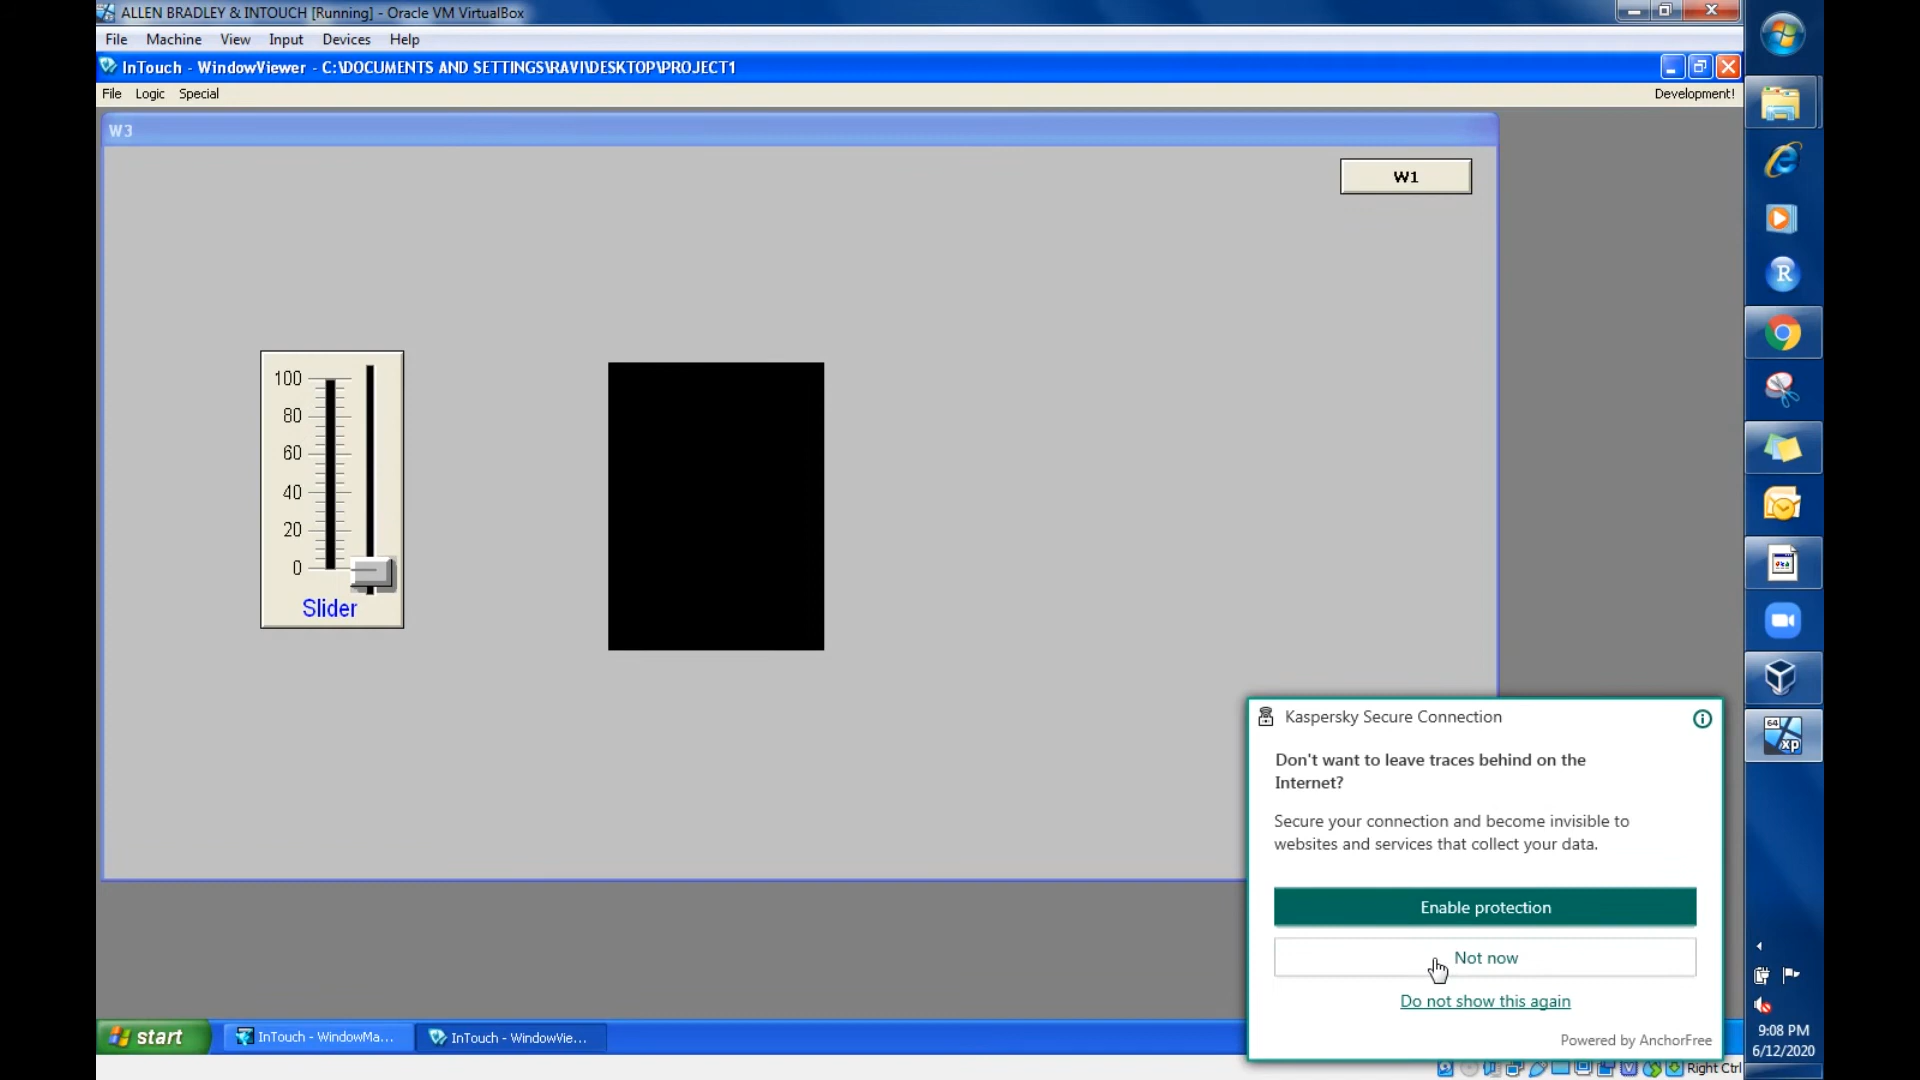 ALLEN BRADLEY & INTOUCH [Running] - Oracle VM VirtualBox
File Machine View Input Devices Help
InTouch - WindowViewer - C:\DOCUMENTS AND SETTINGS\RAVI\DESKTOP\PROJECT1
File Logic Special Development!
W3
W1
100
80
60
40
20
0
Slider
Kaspersky Secure Connection
Don't want to leave traces behind on the
Internet?
Secure your connection and become invisible to
websites and services that collect your data.
Enable protection
Not now
Do not show this again
Powered by AnchorFree
start InTouch - WindowMa... InTouch - WindowVie...
Right Ctrl
R
64
xp
9:08 PM
6/12/2020